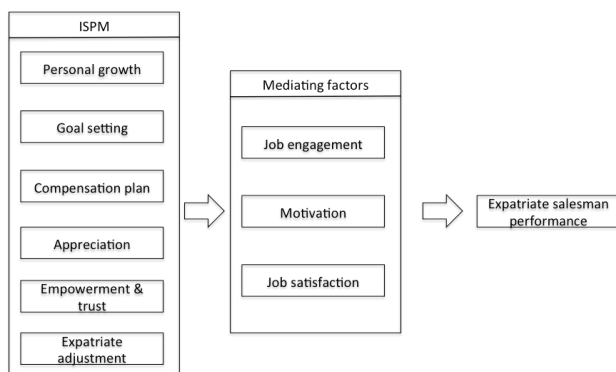 ISPM
Personal growth
Goal setting
Compensation plan
Appreciation
Empowerment &
trust
Expatriate
adjustment
Mediating factors
Job engagement
Motivation
Job satisfaction
Expatriate salesman
performance